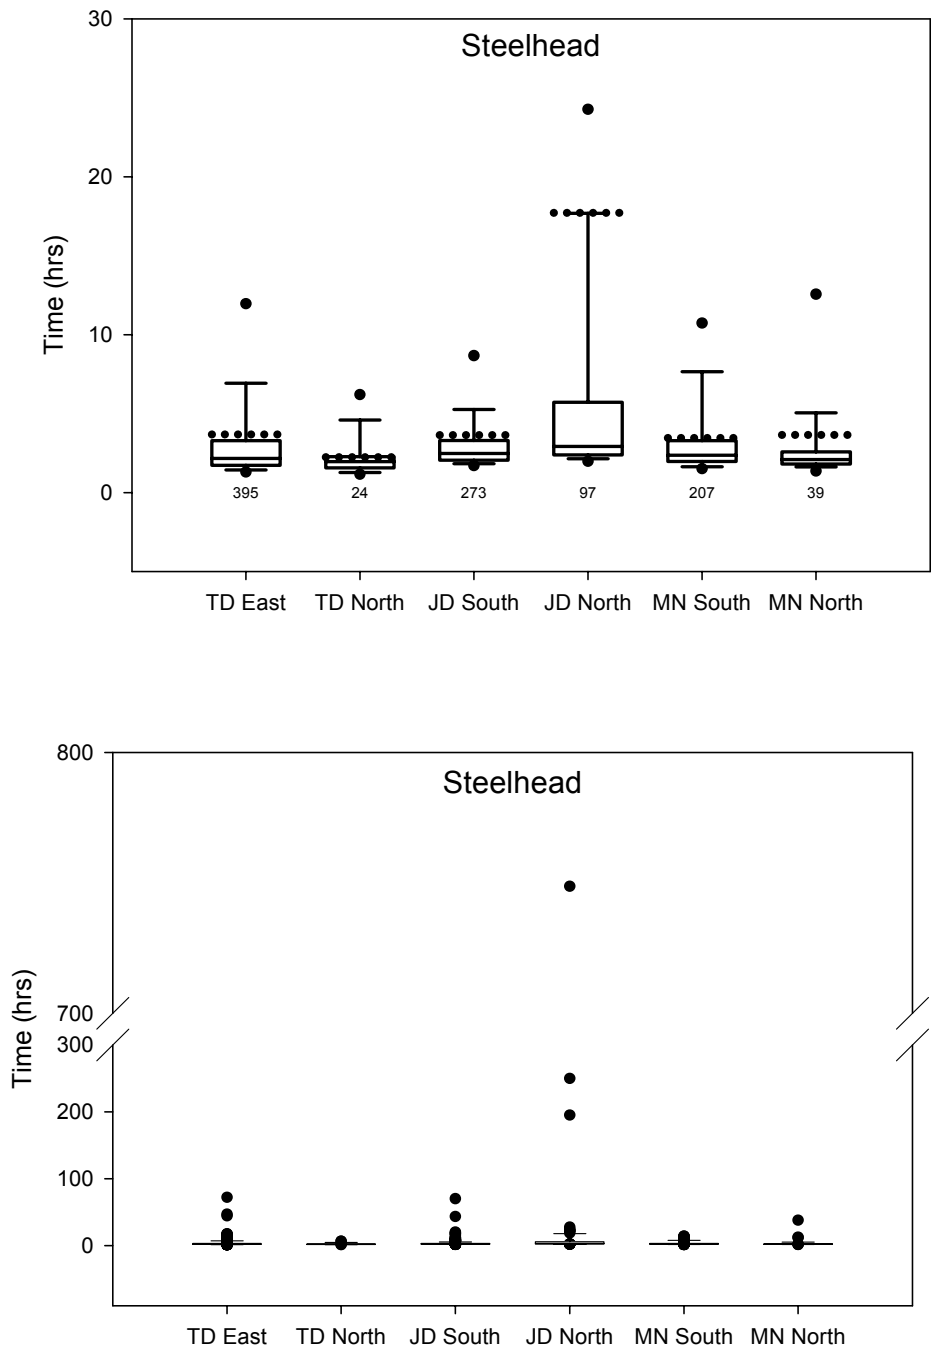 30
Steelhead
20
Time (hrs)
10
0
395 24 273 97 207 39
TD East TD North JD South JD North MN South MN North
800
Steelhead
700
Time (hrs)
300
200
100
0
TD East TD North JD South JD North MN South MN North